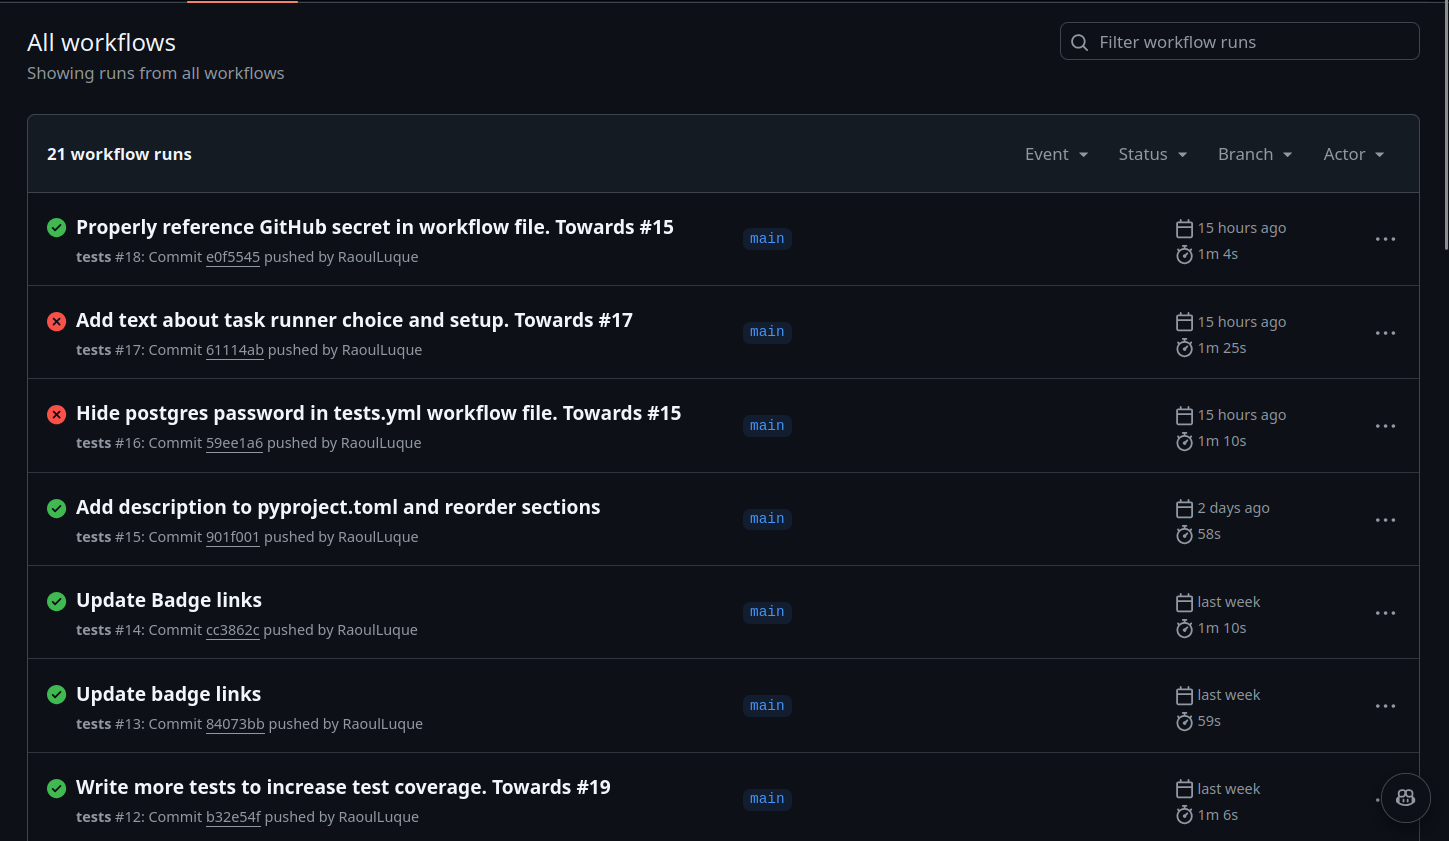 All workflows
Showing runs from all workflows
Filter workflow runs
21 workflow runs
Event
Status
Branch
Actor
Properly reference GitHub secret in workflow file. Towards #15
tests #18: Commit e0f5545 pushed by RaoulLuque
main
15 hours ago
1m 4s
Add text about task runner choice and setup. Towards #17
tests #17: Commit 61114ab pushed by RaoulLuque
main
15 hours ago
1m 25s
Hide postgres password in tests.yml workflow file. Towards #15
tests #16: Commit 59ee1a6 pushed by RaoulLuque
main
15 hours ago
1m 10s
Add description to pyproject.toml and reorder sections
tests #15: Commit 901f001 pushed by RaoulLuque
main
2 days ago
58s
Update Badge links
tests #14: Commit cc3862c pushed by RaoulLuque
main
last week
1m 10s
Update badge links
tests #13: Commit 84073bb pushed by RaoulLuque
main
last week
59s
Write more tests to increase test coverage. Towards #19
tests #12: Commit b32e54f pushed by RaoulLuque
main
last week
1m 6s